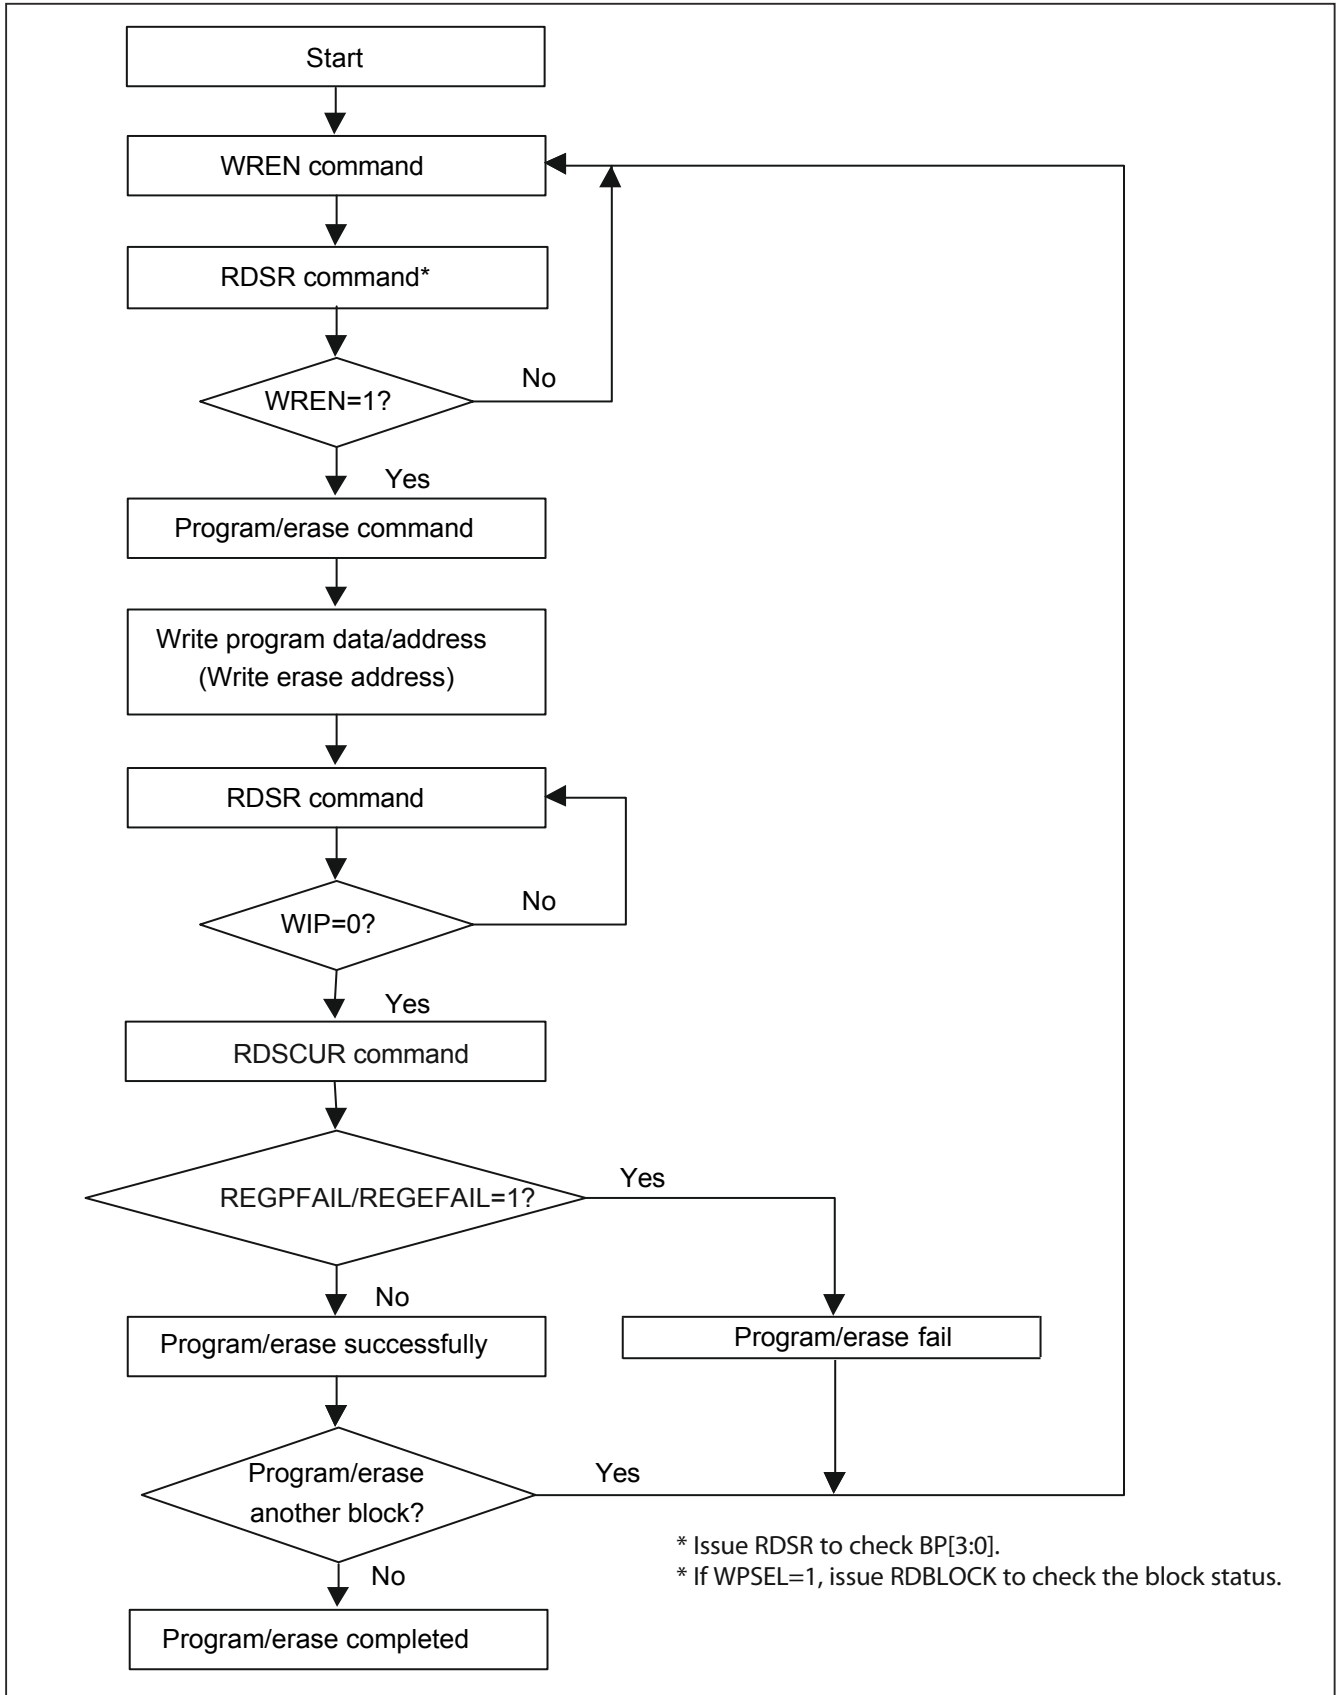 Start
WREN command
RDSR command*
WREN=1?
No
Yes
Program/erase command
Write program data/address
(Write erase address)
RDSR command
WIP=0?
No
Yes
RDSCUR command
REGPFAIL/REGEFAIL=1?
Yes
No
Program/erase successfully
Program/erase fail
Program/erase
another block?
Yes
* Issue RDSR to check BP[3:0].
* If WPSEL=1, issue RDBLOCK to check the block status.
No
Program/erase completed